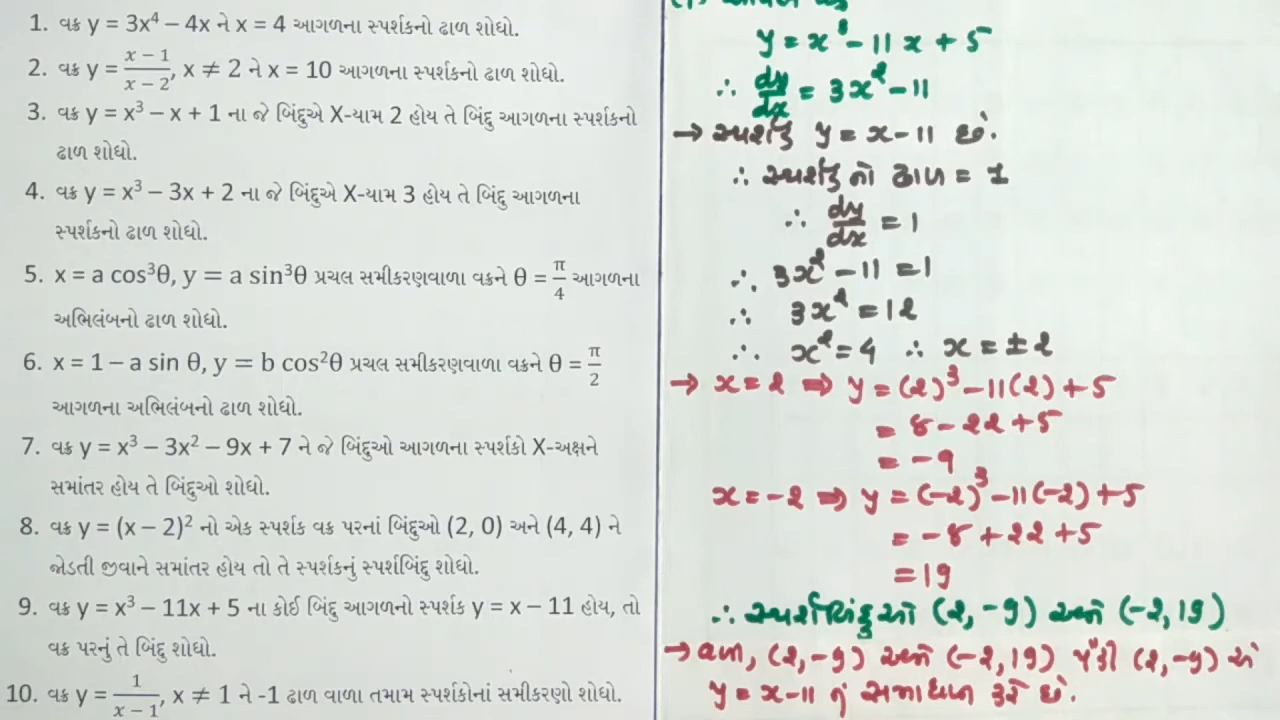 1. વક્ર y = 3x⁴ – 4x ને x = 4 આગળના સ્પર્શકનો ઢાળ શોધો.
2. વક્ર y = (x – 1)/(x – 2), x ≠ 2 ને x = 10 આગળના સ્પર્શકનો ઢાળ શોધો.
3. વક્ર y = x³ – x + 1 ના જે બિંદુએ X-યામ 2 હોય તે બિંદુ આગળના સ્પર્શકનો
ઢાળ શોધો.
4. વક્ર y = x³ – 3x + 2 ના જે બિંદુએ X-યામ 3 હોય તે બિંદુ આગળના
સ્પર્શકનો ઢાળ શોધો.
5. x = a cos³θ, y = a sin³θ પ્રચલ સમીકરણવાળા વક્રને θ = π/4 આગળના
અભિલંબનો ઢાળ શોધો.
6. x = 1 – a sin θ, y = b cos²θ પ્રચલ સમીકરણવાળા વક્રને θ = π/2
આગળના અભિલંબનો ઢાળ શોધો.
7. વક્ર y = x³ – 3x² – 9x + 7 ને જે બિંદુઓ આગળના સ્પર્શકો X-અક્ષને
સમાંતર હોય તે બિંદુઓ શોધો.
8. વક્ર y = (x – 2)² નો એક સ્પર્શક વક્ર પરનાં બિંદુઓ (2, 0) અને (4, 4) ને
જોડતી જીવાને સમાંતર હોય તો તે સ્પર્શકનું સ્પર્શબિંદુ શોધો.
9. વક્ર y = x³ – 11x + 5 ના કોઈ બિંદુ આગળનો સ્પર્શક y = x – 11 હોય, તો
વક્ર પરનું તે બિંદુ શોધો.
10. વક્ર y = 1/(x – 1), x ≠ 1 ને -1 ઢાળ વાળા તમામ સ્પર્શકોનાં સમીકરણો શોધો.
y = x³ - 11x + 5
∴ dy/dx = 3x² - 11
→ સ્પર્શક y = x - 11 છે.
∴ સ્પર્શક નો ઢાળ = 1
∴ dy/dx = 1
∴ 3x² - 11 = 1
∴ 3x² = 12
∴ x² = 4 ∴ x = ± 2
→ x = 2 ⇒ y = (2)³ - 11(2) + 5
= 8 - 22 + 5
= -9
x = -2 ⇒ y = (-2)³ - 11(-2) + 5
= -8 + 22 + 5
= 19
∴ સ્પર્શબિંદુઓ (2, -9) અને (-2, 19)
→ વળી, (2, -9) અને (-2, 19) પૈકી (2, -9) એ
y = x - 11 નું સમાધાન કરે છે.